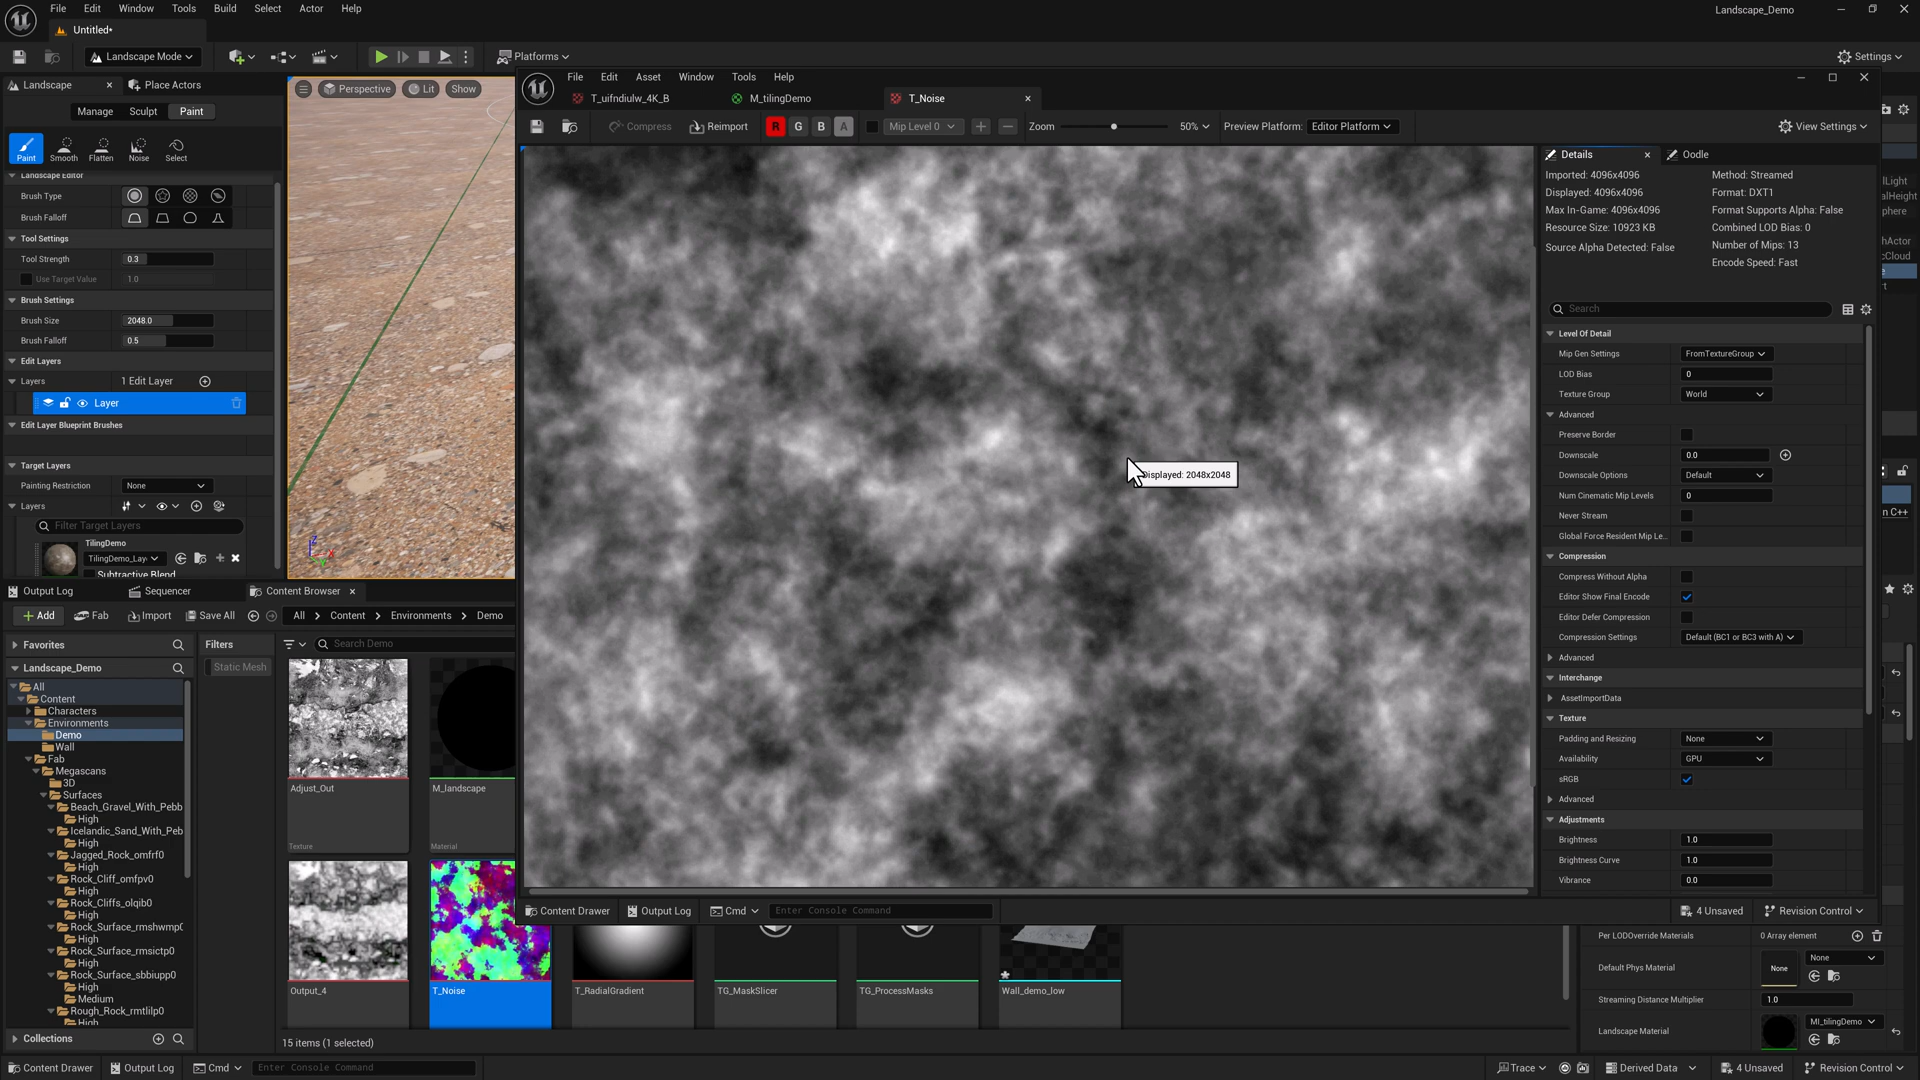 File Edit Window Tools Build Select Actor Help
Landscape_Demo
Untitled*
Landscape Mode
Platforms
Settings
Landscape
Place Actors
Manage Sculpt Paint
Paint Smooth Flatten Noise Select
Landscape Editor
Brush Type
Brush Falloff
Tool Settings
Tool Strength 0.3
Use Target Value 1.0
Brush Settings
Brush Size 2048.0
Brush Falloff 0.5
Edit Layers
Layers 1 Edit Layer
Layer
Edit Layer Blueprint Brushes
Target Layers
Painting Restriction None
Layers
Filter Target Layers
TilingDemo
TilingDemo_Lay
Subtractive Blend
Perspective Lit Show
File Edit Asset Window Tools Help
T_uifndiulw_4K_B
M_tilingDemo
T_Noise
Compress Reimport R G B A Mip Level 0 Zoom 50% Preview Platform: Editor Platform View Settings
Displayed: 2048x2048
Details
Oodle
Imported: 4096x4096
Displayed: 4096x4096
Max In-Game: 4096x4096
Resource Size: 10923 KB
Source Alpha Detected: False
Method: Streamed
Format: DXT1
Format Supports Alpha: False
Combined LOD Bias: 0
Number of Mips: 13
Encode Speed: Fast
Search
Level Of Detail
Mip Gen Settings FromTextureGroup
LOD Bias 0
Texture Group World
Advanced
Preserve Border
Downscale 0.0
Downscale Options Default
Num Cinematic Mip Levels 0
Never Stream
Global Force Resident Mip Le...
Compression
Compress Without Alpha
Editor Show Final Encode
Editor Defer Compression
Compression Settings Default (BC1 or BC3 with A)
Advanced
Interchange
AssetImportData
Texture
Padding and Resizing None
Availability GPU
sRGB
Advanced
Adjustments
Brightness 1.0
Brightness Curve 1.0
Vibrance 0.0
Content Drawer Output Log Cmd Enter Console Command
4 Unsaved Revision Control
Output Log
Sequencer
Content Browser
Add Fab Import Save All
All Content Environments Demo
Favorites
Filters
Search Demo
Landscape_Demo
Static Mesh
All
Content
Characters
Environments
Demo
Wall
Fab
Megascans
3D
Surfaces
Beach_Gravel_With_Pebb
High
Icelandic_Sand_With_Peb
High
Jagged_Rock_omfrf0
High
Rock_Cliff_omfpv0
High
Rock_Cliffs_olqib0
High
Rock_Surface_rmshwmp0
High
Rock_Surface_rmsictp0
High
Rock_Surface_sbbiupp0
High
Medium
Rough_Rock_rmtlilp0
High
Collections
Adjust_Out
Texture
M_landscape
Material
Output_4
T_Noise
T_RadialGradient
TG_MaskSlicer
TG_ProcessMasks
Wall_demo_low
15 items (1 selected)
lLight
alHeight
phere
hActor
cCloud
n C++
Per LODOverride Materials 0 Array element
Default Phys Material None None
Streaming Distance Multiplier 1.0
Landscape Material MI_tilingDemo
Content Drawer Output Log Cmd Enter Console Command
Trace Derived Data 4 Unsaved Revision Control